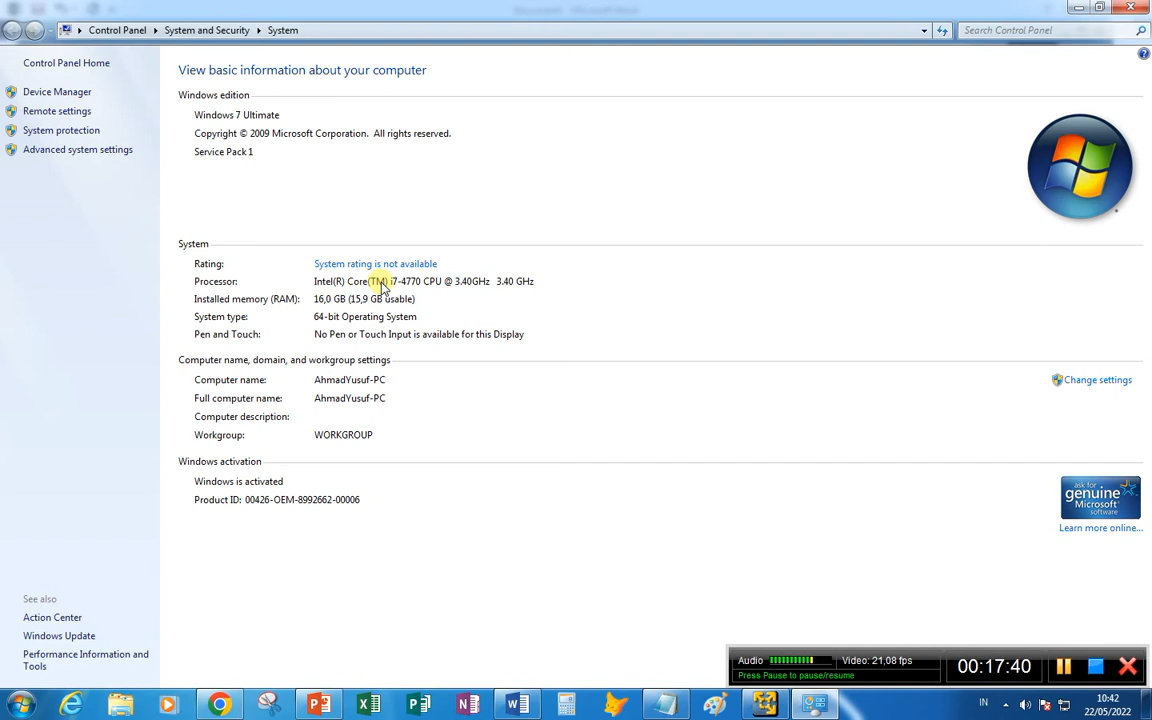 Control Panel
System and Security
System
Search Control Panel
Control Panel Home
Device Manager
Remote settings
System protection
Advanced system settings
View basic information about your computer
Windows edition
Windows 7 Ultimate
Copyright © 2009 Microsoft Corporation. All rights reserved.
Service Pack 1
System
Rating: System rating is not available
Processor: Intel(R) Core(TM) i7-4770 CPU @ 3.40GHz 3.40 GHz
Installed memory (RAM): 16,0 GB (15,9 GB usable)
System type: 64-bit Operating System
Pen and Touch: No Pen or Touch Input is available for this Display
Computer name, domain, and workgroup settings
Computer name: AhmadYusuf-PC
Change settings
Full computer name: AhmadYusuf-PC
Computer description:
Workgroup: WORKGROUP
Windows activation
Windows is activated
Product ID: 00426-OEM-8992662-00006
ask for
genuine
Microsoft
software
Learn more online...
See also
Action Center
Windows Update
Performance Information and
Tools
Audio Video: 21,08 fps
Press Pause to pause/resume
00:17:40
IN
10:42
22/05/2022